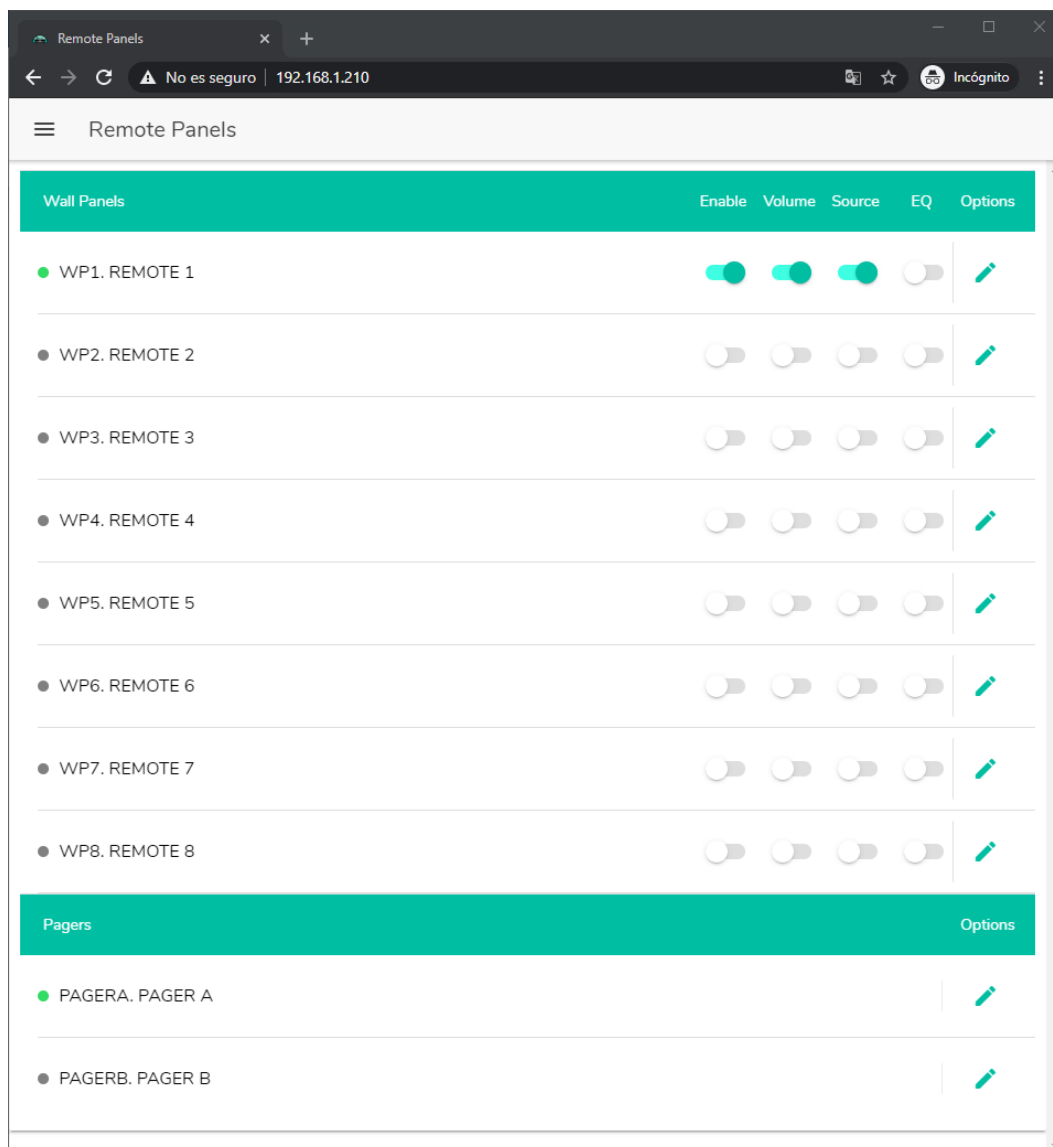 Remote Panels
No es seguro | 192.168.1.210 Incógnito
Remote Panels
Wall Panels Enable Volume Source EQ Options
WP1. REMOTE 1
WP2. REMOTE 2
WP3. REMOTE 3
WP4. REMOTE 4
WP5. REMOTE 5
WP6. REMOTE 6
WP7. REMOTE 7
WP8. REMOTE 8
Pagers Options
PAGERA. PAGER A
PAGERB. PAGER B